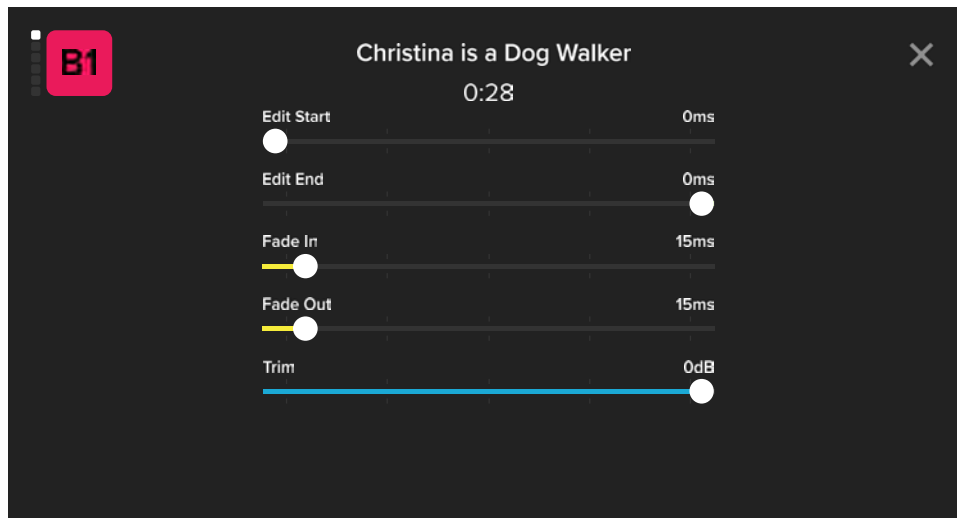 B1
Christina is a Dog Walker
0:28
Edit Start 0ms
Edit End 0ms
Fade In 15ms
Fade Out 15ms
Trim 0dB